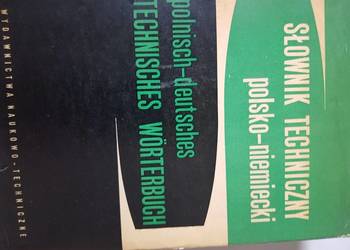 SŁOWNIK TECHNICZNY
polsko-niemiecki
polnisch-deutsches
TECHNISCHES WÖRTERBUCH
WYDAWNICTWA NAUKOWO-TECHNICZNE